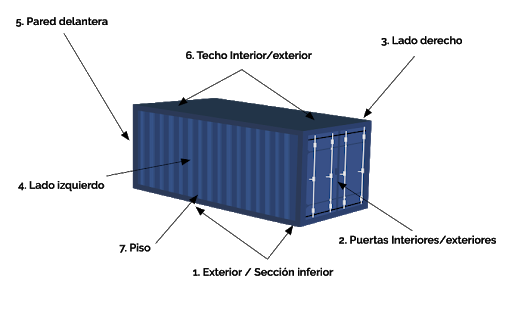 5. Pared delantera
6. Techo Interior/exterior
3. Lado derecho
4. Lado izquierdo
2. Puertas Interiores/exteriores
7. Piso
1. Exterior / Sección inferior